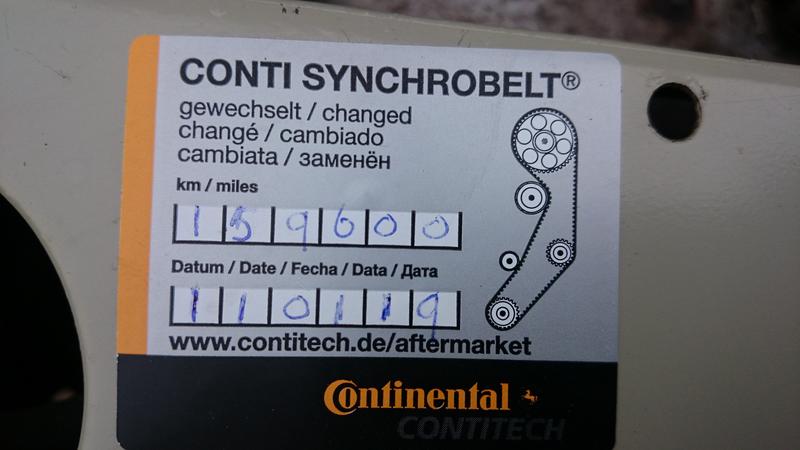 CONTI SYNCHROBELT®
gewechselt / changed
changé / cambiado
cambiata / заменён
km / miles
159600
Datum / Date / Fecha / Data / Дата
110119
www.contitech.de/aftermarket
Continental
CONTITECH